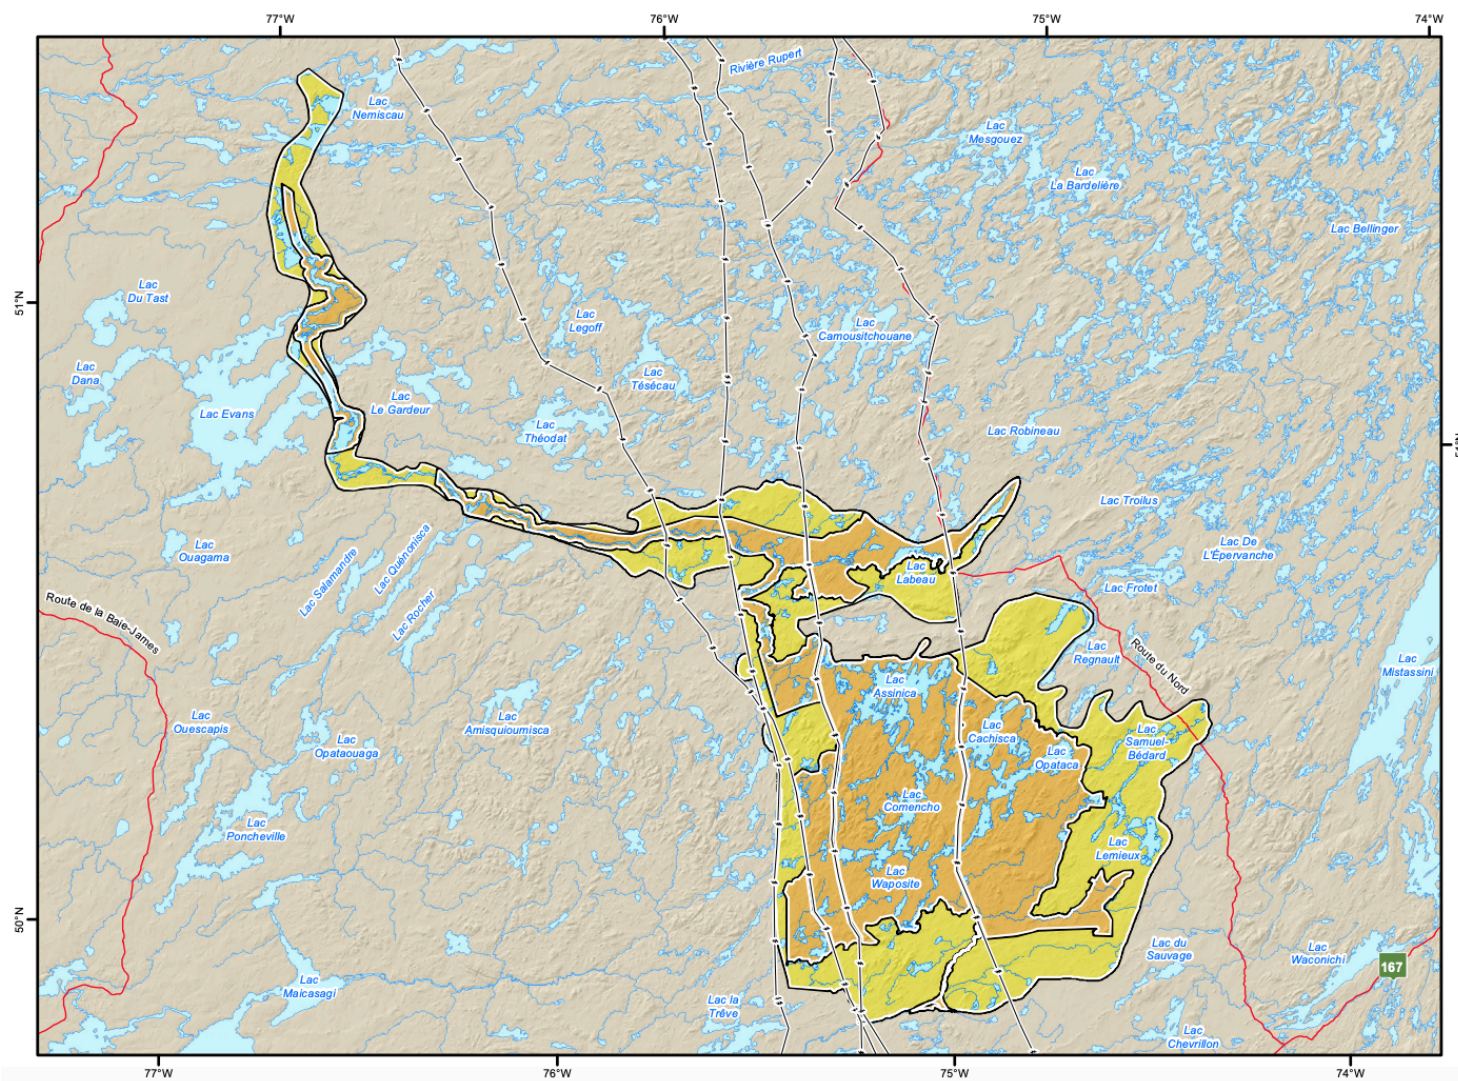 77°W
76°W
75°W
74°W
Rivière Rupert
Lac
Nemiscau
Lac
Mesgouez
Lac
La Bardelière
Lac Bellinger
51°N
Lac
Du Tast
Lac
Legoff
Lac
Camousitchouane
Lac
Dana
Lac
Tésécau
Lac
Le Gardeur
Lac Evans
Lac
Théodat
Lac Robineau
Lac Troilus
Lac
Ouagama
Lac Salamandre
Lac Quénonisca
Lac Rocher
Lac De
L'Épervanche
Lac
Labeau
Lac Frotet
Route de la Baie-James
Lac
Regnault
Route du Nord
Lac
Mistassini
Lac
Assinica
Lac
Ouescapis
Lac
Opataouaga
Lac
Amisquioumisca
Lac
Cachisca
Lac
Opataca
Lac
Samuel-
Bédard
Lac
Comencho
Lac
Poncheville
Lac
Lemieux
Lac
Waposite
50°N
Lac du
Sauvage
Lac
Waconichi
167
Lac
Maicasagi
Lac la
Trêve
Lac
Chevrillon
77°W
76°W
75°W
74°W